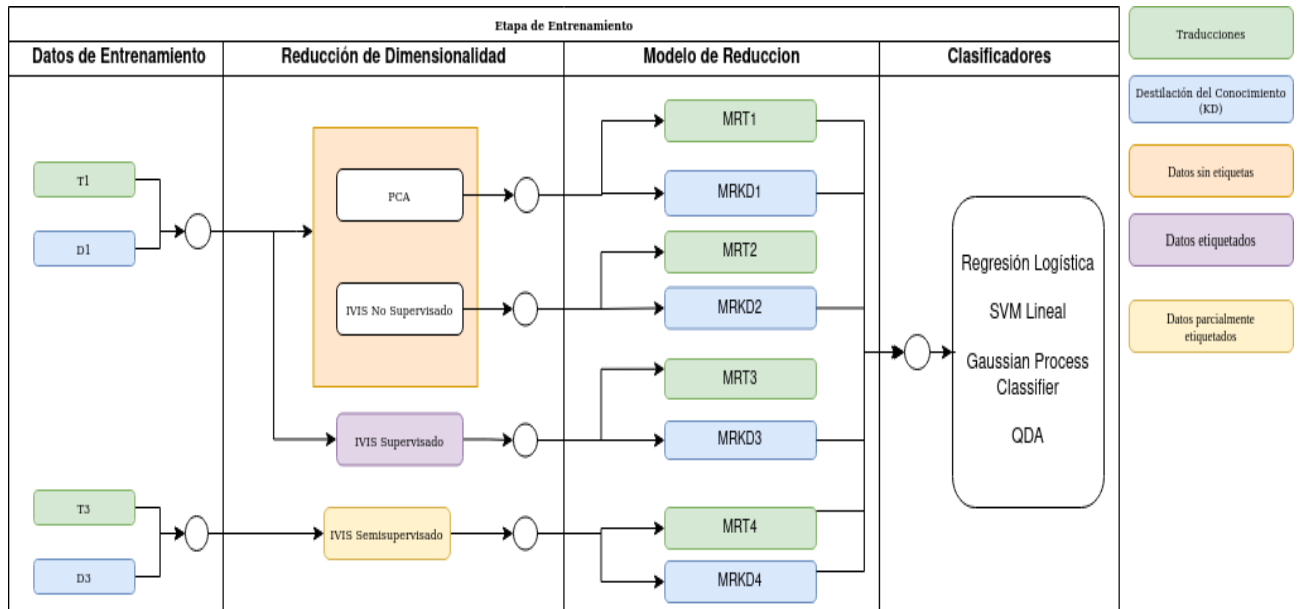 Etapa de Entrenamiento
Datos de Entrenamiento
Reducción de Dimensionalidad
Modelo de Reduccion
Clasificadores
T1
D1
T3
D3
PCA
IVIS No Supervisado
IVIS Supervisado
IVIS Semisupervisado
MRT1
MRKD1
MRT2
MRKD2
MRT3
MRKD3
MRT4
MRKD4
Regresión Logística
SVM Lineal
Gaussian Process
Classifier
QDA
Traducciones
Destilación del Conocimiento
(KD)
Datos sin etiquetas
Datos etiquetados
Datos parcialmente
etiquetados